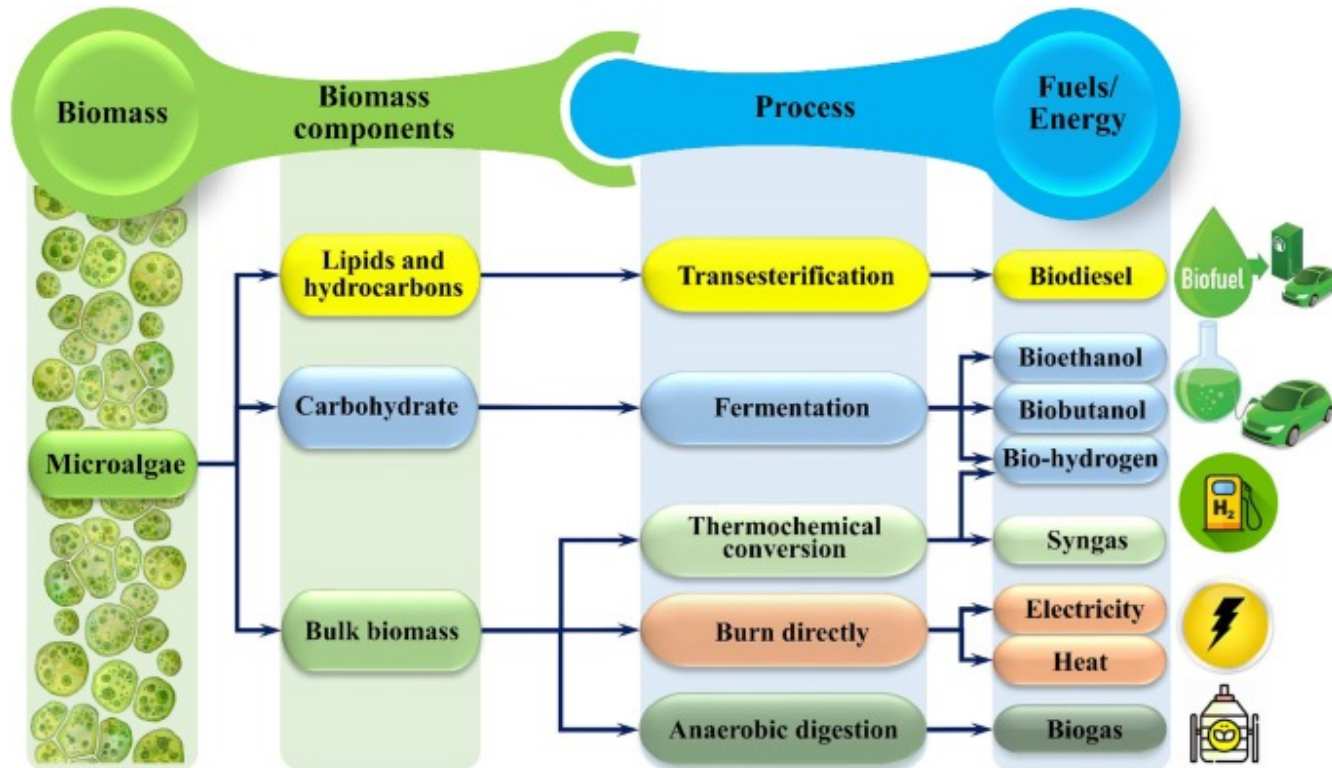 Biomass
Biomass
components
Process
Fuels/
Energy
Lipids and
hydrocarbons
Transesterification
Biodiesel
Biofuel
Bioethanol
Carbohydrate
Fermentation
Biobutanol
Microalgae
Bio-hydrogen
H2
Thermochemical
conversion
Syngas
Bulk biomass
Burn directly
Electricity
Heat
Anaerobic digestion
Biogas